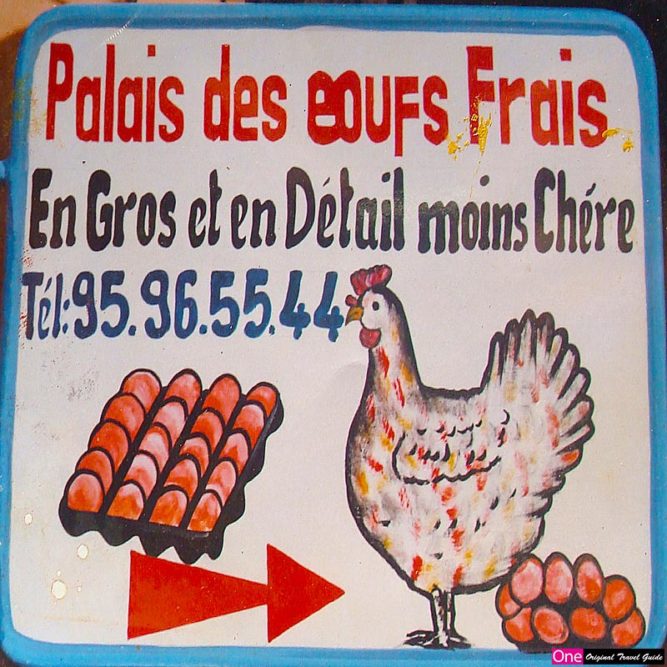 Palais des BOUFS Frais
En Gros et en Détail moins Chére
Tél:95.96.55.44
One Original Travel Guide